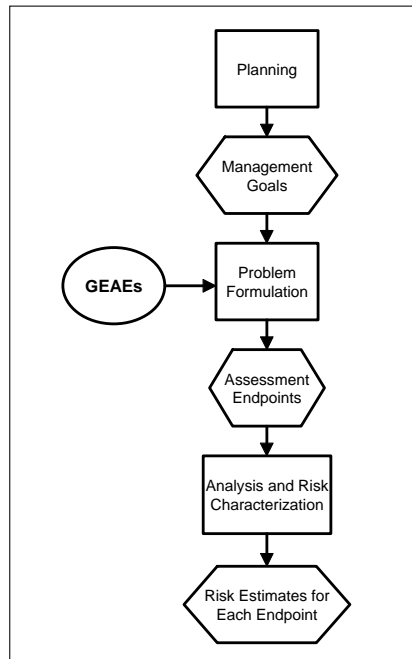 Planning
Management
Goals
GEAEs
Problem
Formulation
Assessment
Endpoints
Analysis and Risk
Characterization
Risk Estimates for
Each Endpoint